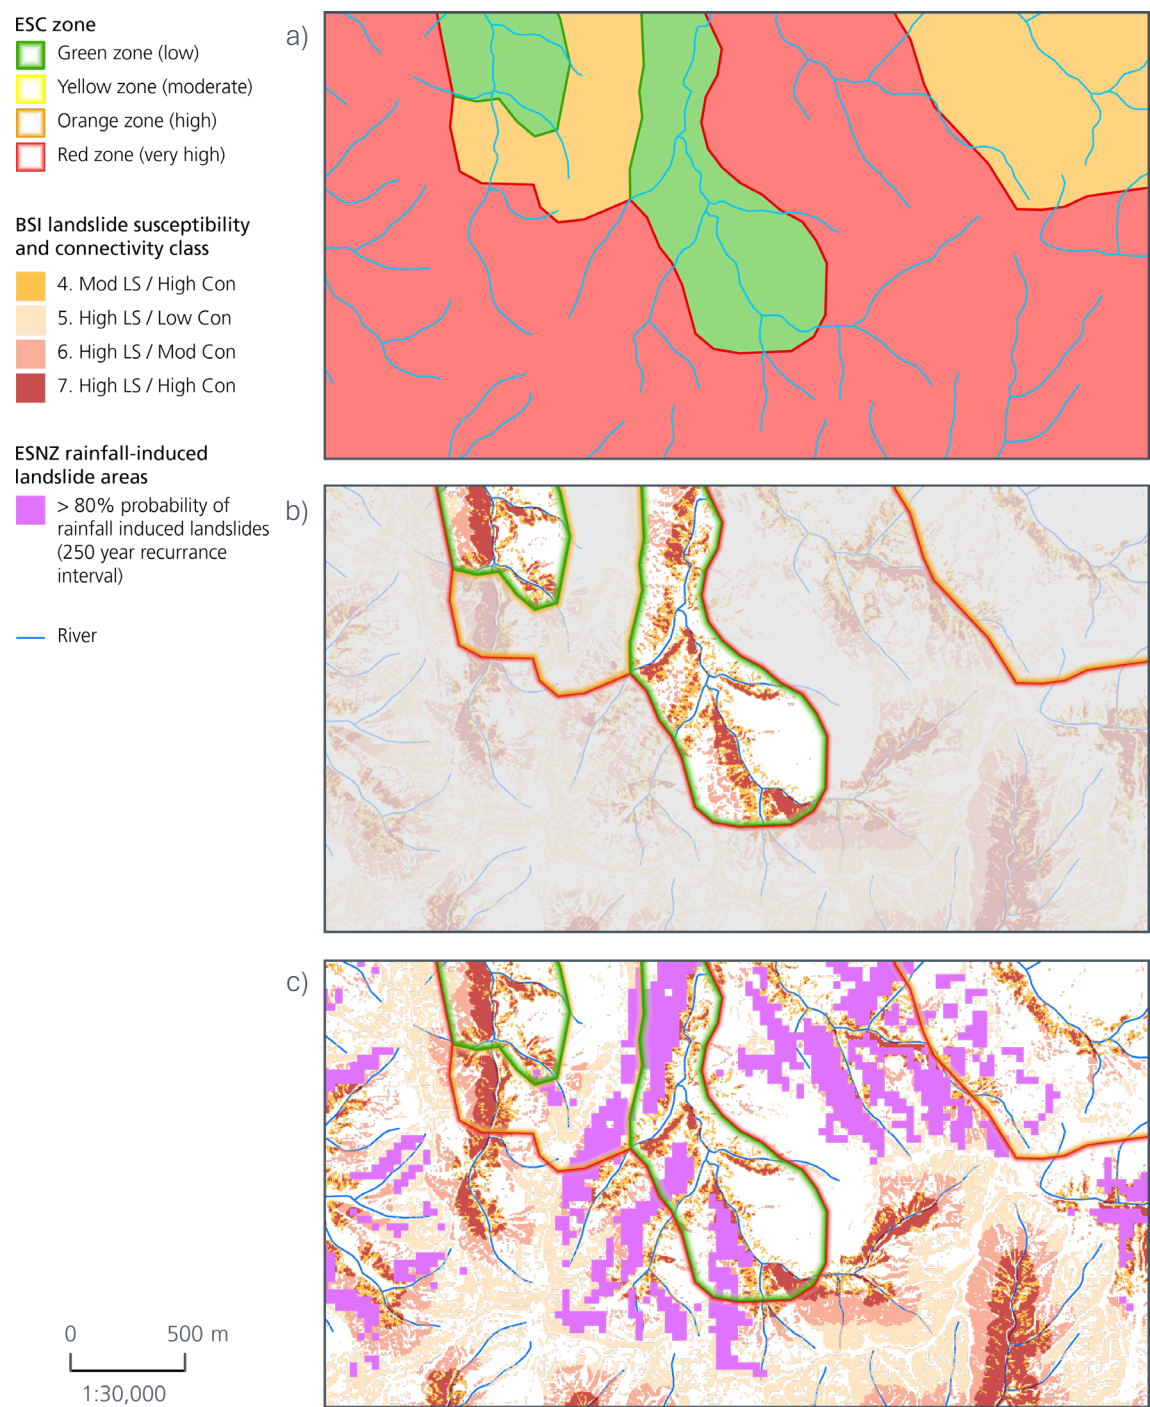 ESC zone
Green zone (low)
Yellow zone (moderate)
Orange zone (high)
Red zone (very high)
BSI landslide susceptibility
and connectivity class
4. Mod LS / High Con
5. High LS / Low Con
6. High LS / Mod Con
7. High LS / High Con
ESNZ rainfall-induced
landslide areas
> 80% probability of
rainfall induced landslides
(250 year recurrance
interval)
River
0 500 m
1:30,000
a)
b)
c)